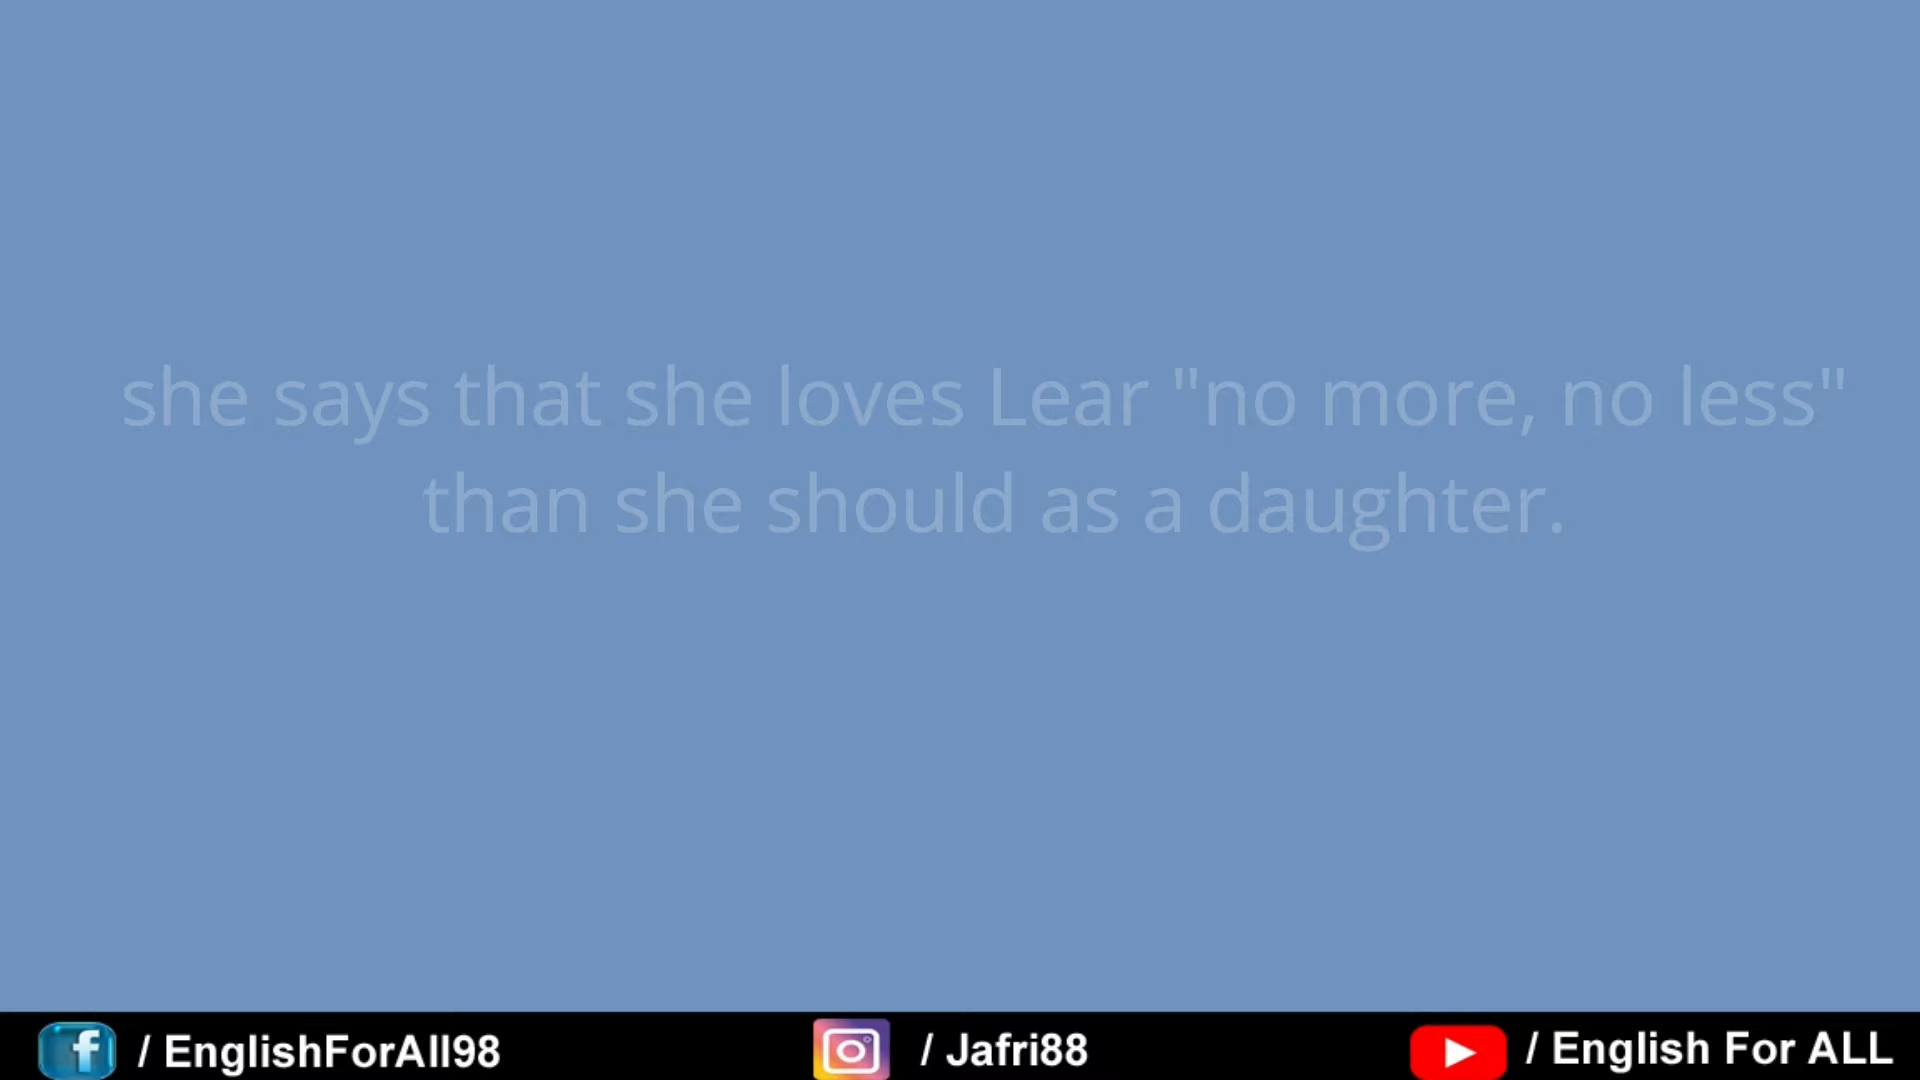 she says that she loves Lear "no more, no less"
than she should as a daughter.
/ EnglishForAll98
/ Jafri88
/ English For ALL